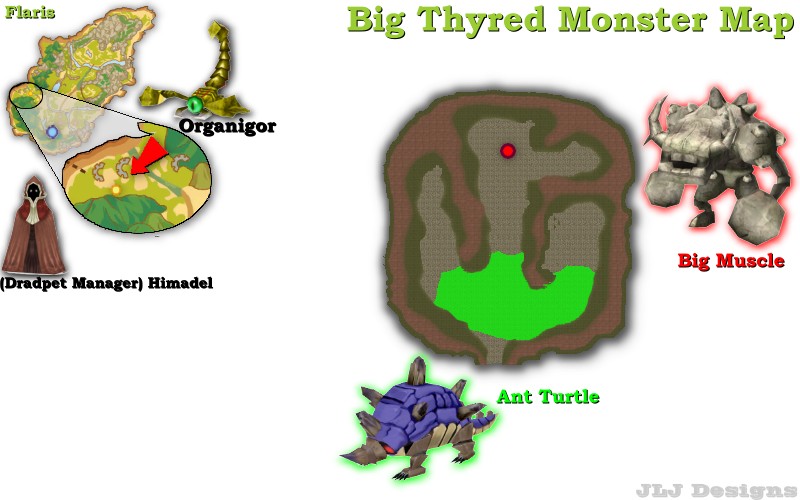 Flaris
Big Thyred Monster Map
Organigor
Big Muscle
(Dradpet Manager) Himadel
Ant Turtle
JLJ Designs